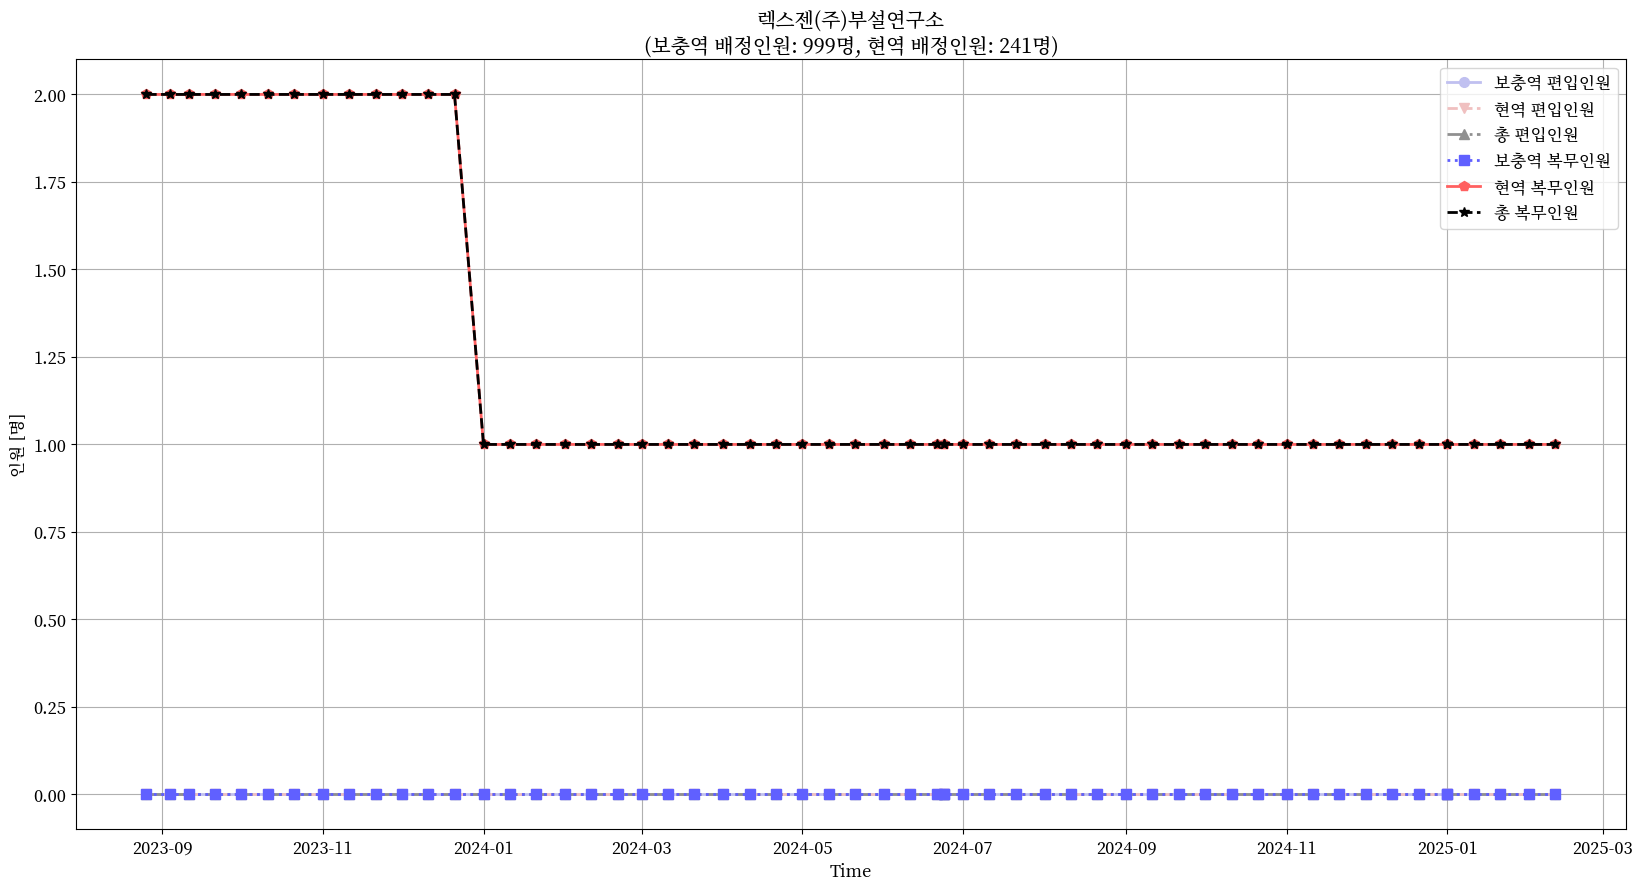 렉스젠(주)부설연구소
(보충역 배정인원: 999명, 현역 배정인원: 241명)
보충역 편입인원
현역 편입인원
총 편입인원
보충역 복무인원
현역 복무인원
총 복무인원
2.00
1.75
1.50
1.25
1.00
0.75
0.50
0.25
0.00
인원 [명]
2023-09 2023-11 2024-01 2024-03 2024-05 2024-07 2024-09 2024-11 2025-01 2025-03
Time